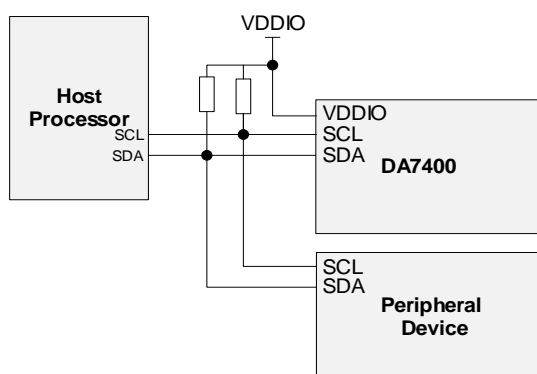 VDDIO
Host
Processor
SCL
SDA
VDDIO
SCL
SDA
DA7400
SCL
SDA
Peripheral
Device